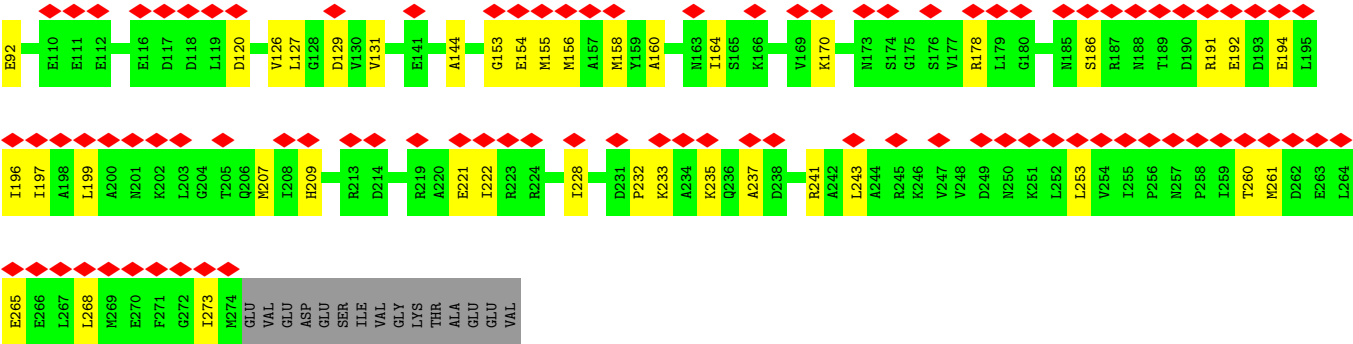 E92 E110 E111 E112 E116 D117 D118 L119 D120 V126 L127 G128 D129 V130 V131 E141 A144 G153 E154 M155 M156 A157 M158 Y159 A160 N163 I164 S165 K166 V169 K170 N173 S174 G175 S176 V177 R178 L179 G180 N185 S186 R187 N188 T189 D190 R191 E192 D193 E194 L195
I196 I197 A198 L199 A200 N201 K202 L203 G204 T205 Q206 M207 I208 H209 R213 D214 R219 A220 E221 I222 R223 R224 I228 D231 P232 K233 A234 K235 Q236 A237 D238 R241 A242 L243 A244 R245 K246 V247 V248 D249 N250 K251 L252 L253 V254 I255 P256 N257 P258 I259 T260 M261 D262 E263 L264
E265 E266 L267 L268 M269 E270 F271 G272 I273 M274 GLU VAL GLU ASP GLU SER ILE VAL GLY LYS THR ALA GLU GLU VAL